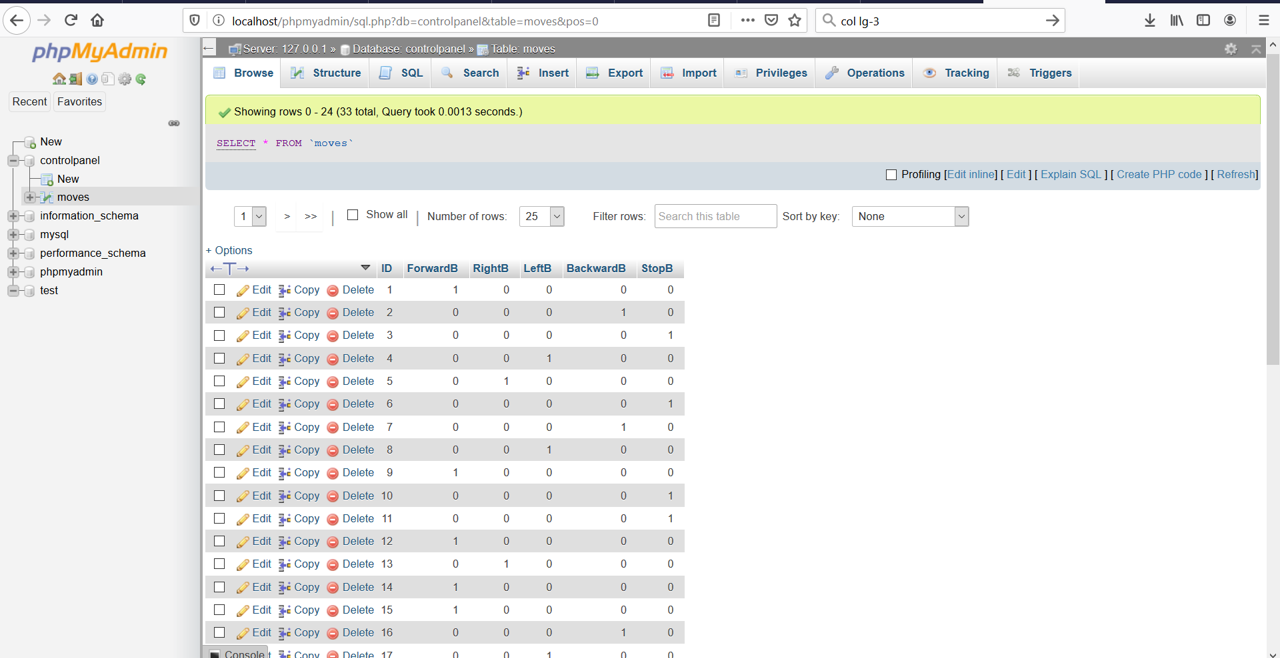 localhost/phpmyadmin/sql.php?db=controlpanel&table=moves&pos=0
col lg-3
phpMyAdmin
Recent Favorites
New
controlpanel
New
moves
information_schema
mysql
performance_schema
phpmyadmin
test
Server: 127.0.0.1 » Database: controlpanel » Table: moves
Browse Structure SQL Search Insert Export Import Privileges Operations Tracking Triggers
Showing rows 0 - 24 (33 total, Query took 0.0013 seconds.)
SELECT * FROM `moves`
Profiling [Edit inline] [ Edit ] [ Explain SQL ] [ Create PHP code ] [ Refresh]
1 > >> | Show all | Number of rows: 25 Filter rows: Search this table Sort by key: None
+ Options
←T→ ID ForwardB RightB LeftB BackwardB StopB
Edit Copy Delete 1 1 0 0 0 0
Edit Copy Delete 2 0 0 0 1 0
Edit Copy Delete 3 0 0 0 0 1
Edit Copy Delete 4 0 0 1 0 0
Edit Copy Delete 5 0 1 0 0 0
Edit Copy Delete 6 0 0 0 0 1
Edit Copy Delete 7 0 0 0 1 0
Edit Copy Delete 8 0 0 1 0 0
Edit Copy Delete 9 1 0 0 0 0
Edit Copy Delete 10 0 0 0 0 1
Edit Copy Delete 11 0 0 0 0 1
Edit Copy Delete 12 1 0 0 0 0
Edit Copy Delete 13 0 1 0 0 0
Edit Copy Delete 14 1 0 0 0 0
Edit Copy Delete 15 1 0 0 0 0
Edit Copy Delete 16 0 0 0 1 0
Console Copy Delete 17 0 0 1 0 0